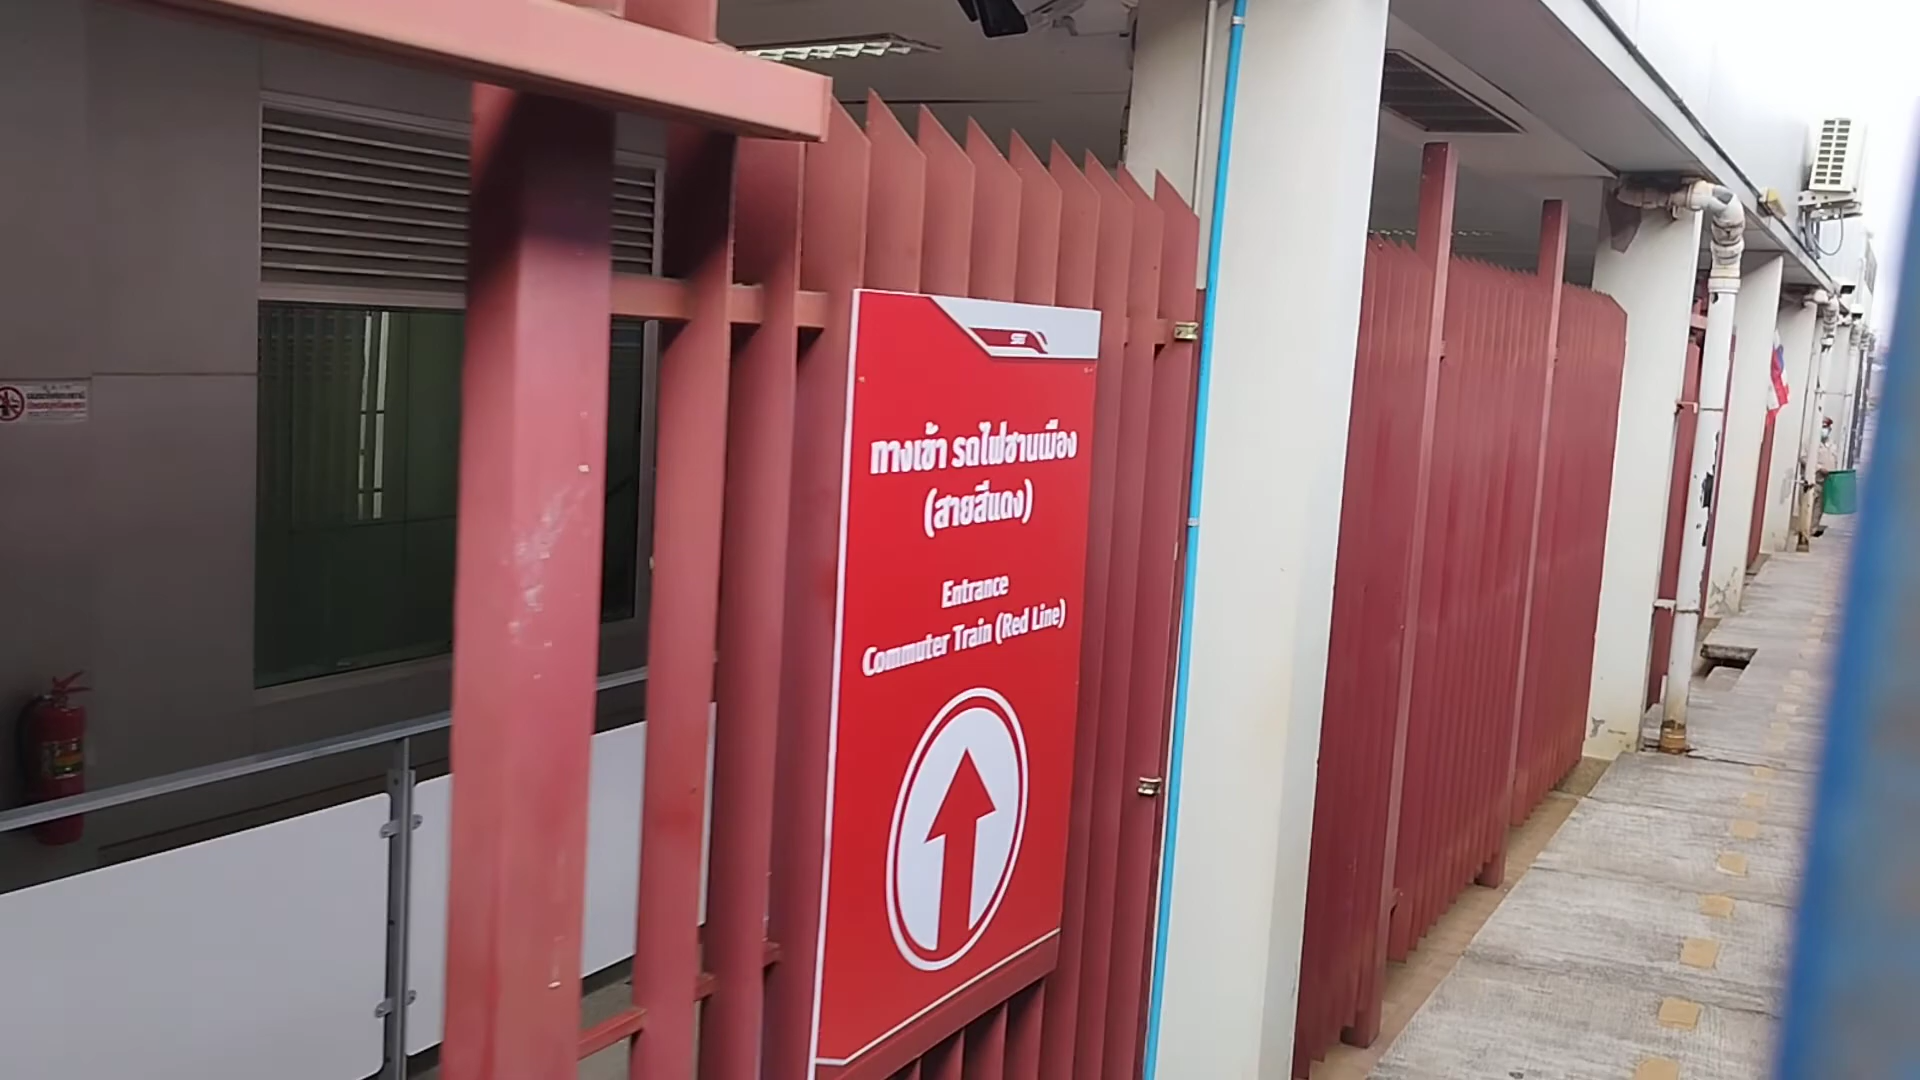 SRT
ทางเข้า รถไฟชานเมือง
(สายสีแดง)
Entrance
Commuter Train (Red Line)